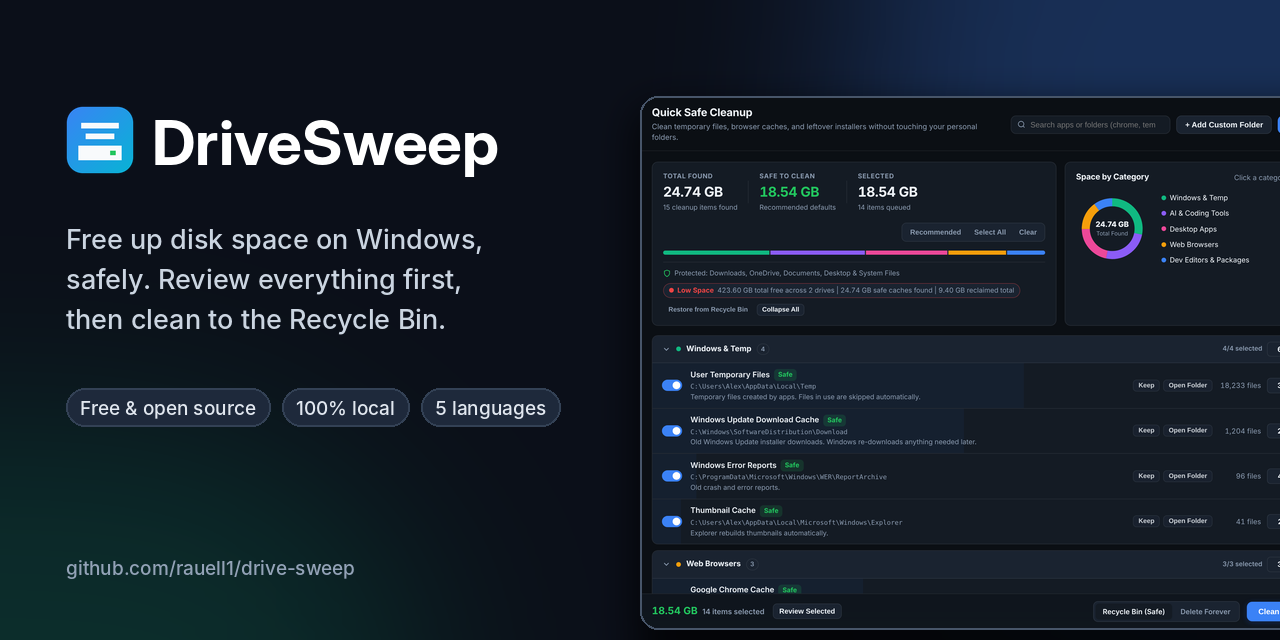 DriveSweep
Free up disk space on Windows,
safely. Review everything first,
then clean to the Recycle Bin.
Free & open source
100% local
5 languages
github.com/rauell1/drive-sweep
Quick Safe Cleanup
Clean temporary files, browser caches, and leftover installers without touching your personal
folders.
Search apps or folders (chrome, tem
+ Add Custom Folder
TOTAL FOUND
24.74 GB
15 cleanup items found
SAFE TO CLEAN
18.54 GB
Recommended defaults
SELECTED
18.54 GB
14 items queued
Recommended
Select All
Clear
Protected: Downloads, OneDrive, Documents, Desktop & System Files
Low Space 423.60 GB total free across 2 drives | 24.74 GB safe caches found | 9.40 GB reclaimed total
Restore from Recycle Bin
Collapse All
Space by Category
Click a catego
24.74 GB
Total Found
Windows & Temp
AI & Coding Tools
Desktop Apps
Web Browsers
Dev Editors & Packages
Windows & Temp 4
4/4 selected
User Temporary Files Safe
C:\Users\Alex\AppData\Local\Temp
Temporary files created by apps. Files in use are skipped automatically.
Keep
Open Folder
18,233 files
Windows Update Download Cache Safe
C:\Windows\SoftwareDistribution\Download
Old Windows Update installer downloads. Windows re-downloads anything needed later.
Keep
Open Folder
1,204 files
Windows Error Reports Safe
C:\ProgramData\Microsoft\Windows\WER\ReportArchive
Old crash and error reports.
Keep
Open Folder
96 files
Thumbnail Cache Safe
C:\Users\Alex\AppData\Local\Microsoft\Windows\Explorer
Explorer rebuilds thumbnails automatically.
Keep
Open Folder
41 files
Web Browsers 3
3/3 selected
Google Chrome Cache Safe
18.54 GB 14 items selected
Review Selected
Recycle Bin (Safe)
Delete Forever
Clean